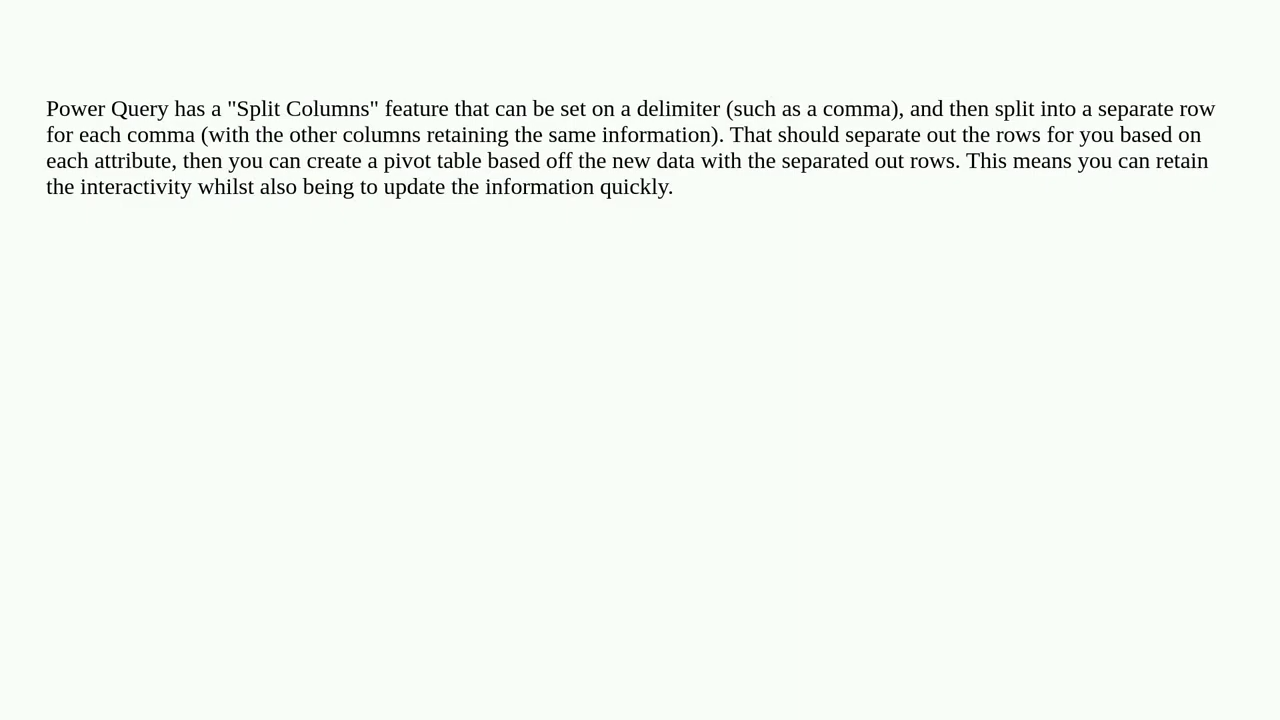 Power Query has a "Split Columns" feature that can be set on a delimiter (such as a comma), and then split into a separate row
for each comma (with the other columns retaining the same information). That should separate out the rows for you based on
each attribute, then you can create a pivot table based off the new data with the separated out rows. This means you can retain
the interactivity whilst also being to update the information quickly.